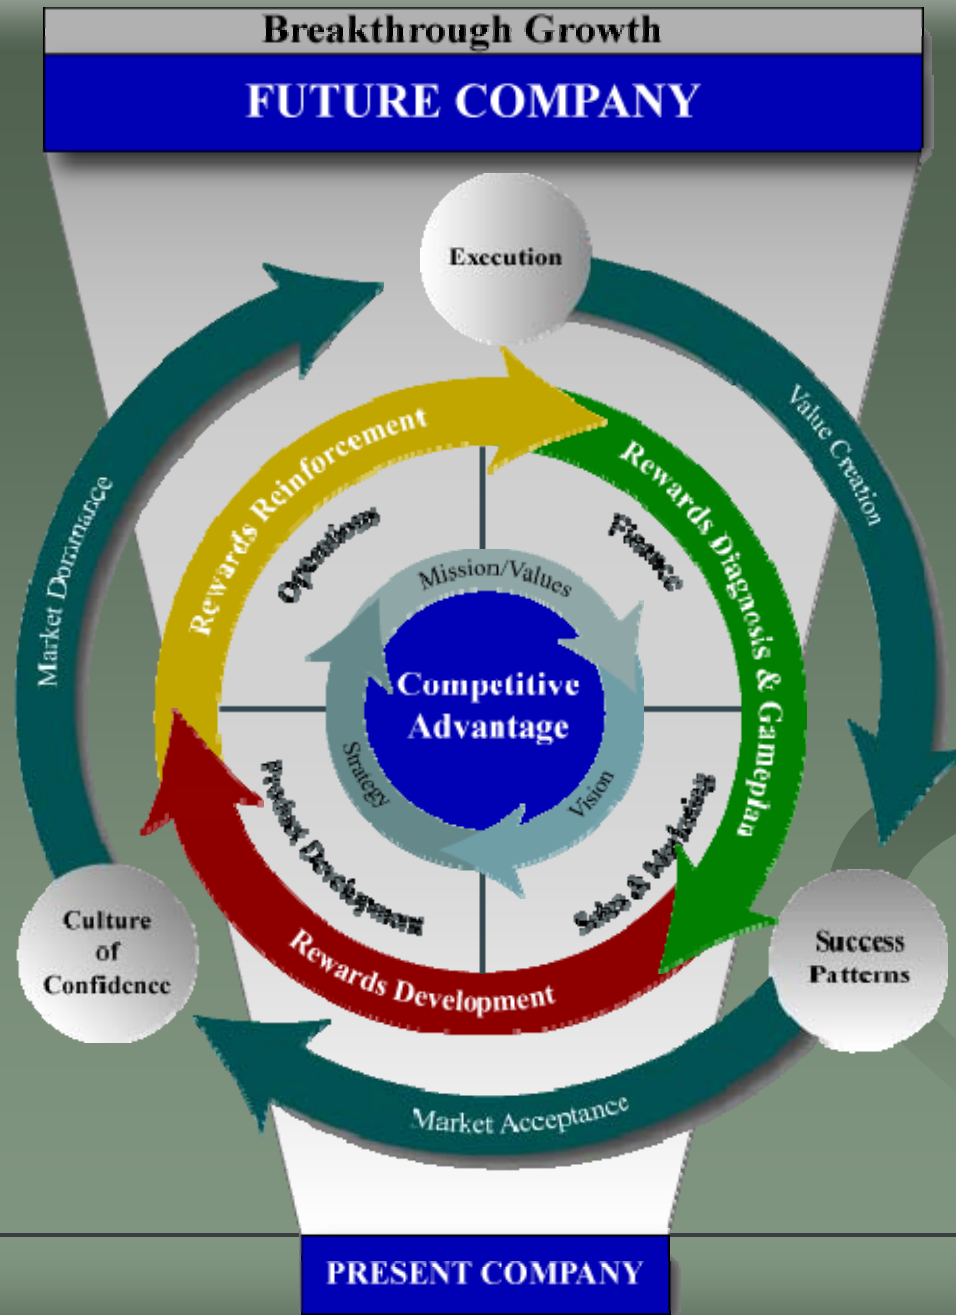 Breakthrough Growth
FUTURE COMPANY
Execution
Value Creation
Market Dominance
Rewards Reinforcement
Rewards Diagnosis & Gameplan
Operations
Finance
Mission/Values
Competitive
Advantage
Strategy
Vision
Product Development
Sales & Marketing
Culture
of
Confidence
Success
Patterns
Rewards Development
Market Acceptance
PRESENT COMPANY